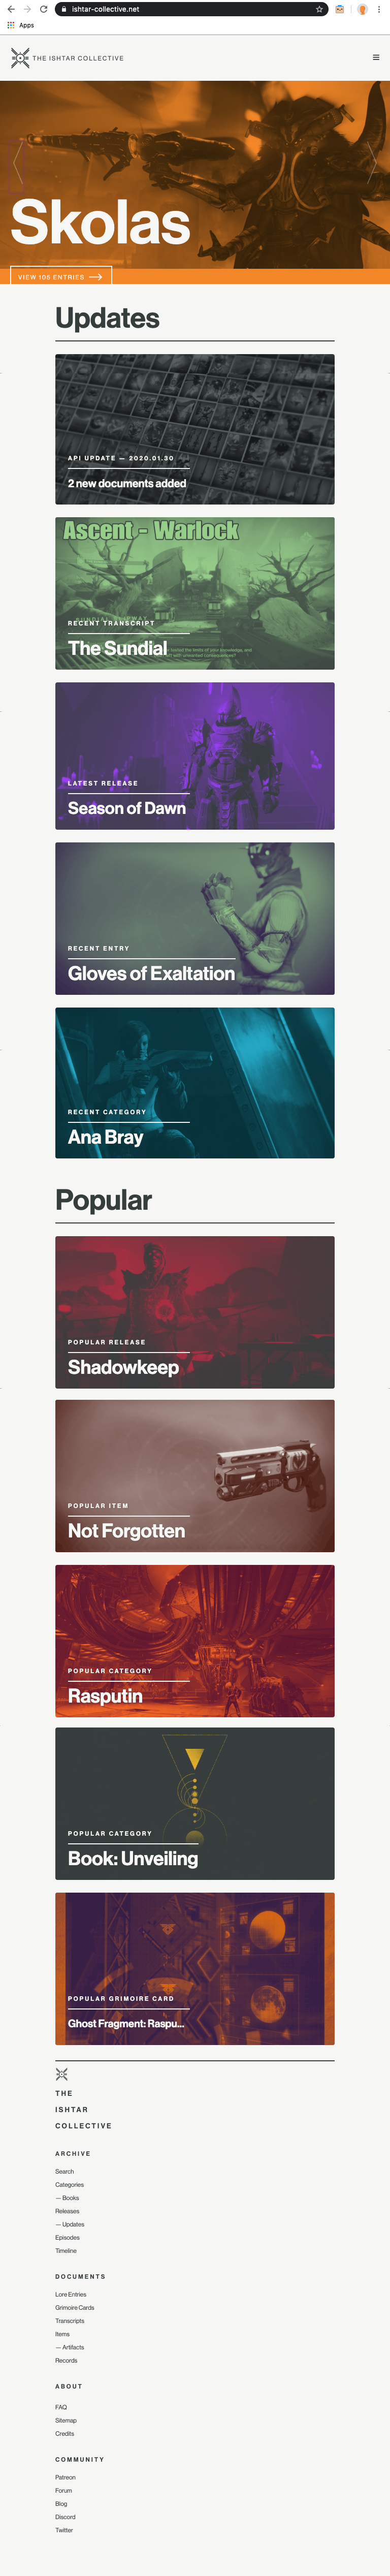 ishtar-collective.net
Apps
THE ISHTAR COLLECTIVE
Skolas
VIEW 105 ENTRIES
Updates
API UPDATE — 2020.01.30
2 new documents added
Ascent - Warlock
RECENT TRANSCRIPT
The Sundial
LATEST RELEASE
Season of Dawn
RECENT ENTRY
Gloves of Exaltation
RECENT CATEGORY
Ana Bray
Popular
POPULAR RELEASE
Shadowkeep
POPULAR ITEM
Not Forgotten
POPULAR CATEGORY
Rasputin
POPULAR CATEGORY
Book: Unveiling
POPULAR GRIMOIRE CARD
Ghost Fragment: Raspu...
THE
ISHTAR
COLLECTIVE
ARCHIVE
Search
Categories
— Books
Releases
— Updates
Episodes
Timeline
DOCUMENTS
Lore Entries
Grimoire Cards
Transcripts
Items
— Artifacts
Records
ABOUT
FAQ
Sitemap
Credits
COMMUNITY
Patreon
Forum
Blog
Discord
Twitter